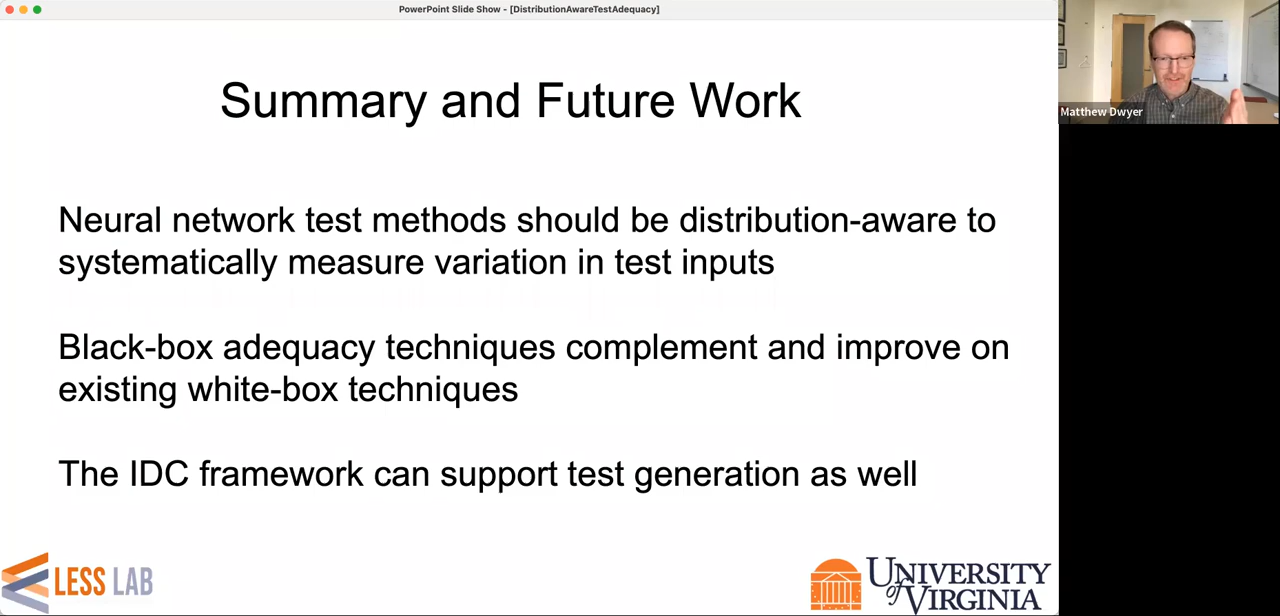 PowerPoint Slide Show - [DistributionAwareTestAdequacy]
Summary and Future Work
Matthew Dwyer
Neural network test methods should be distribution-aware to
systematically measure variation in test inputs
Black-box adequacy techniques complement and improve on
existing white-box techniques
The IDC framework can support test generation as well
LESS LAB
UNIVERSITY
of VIRGINIA